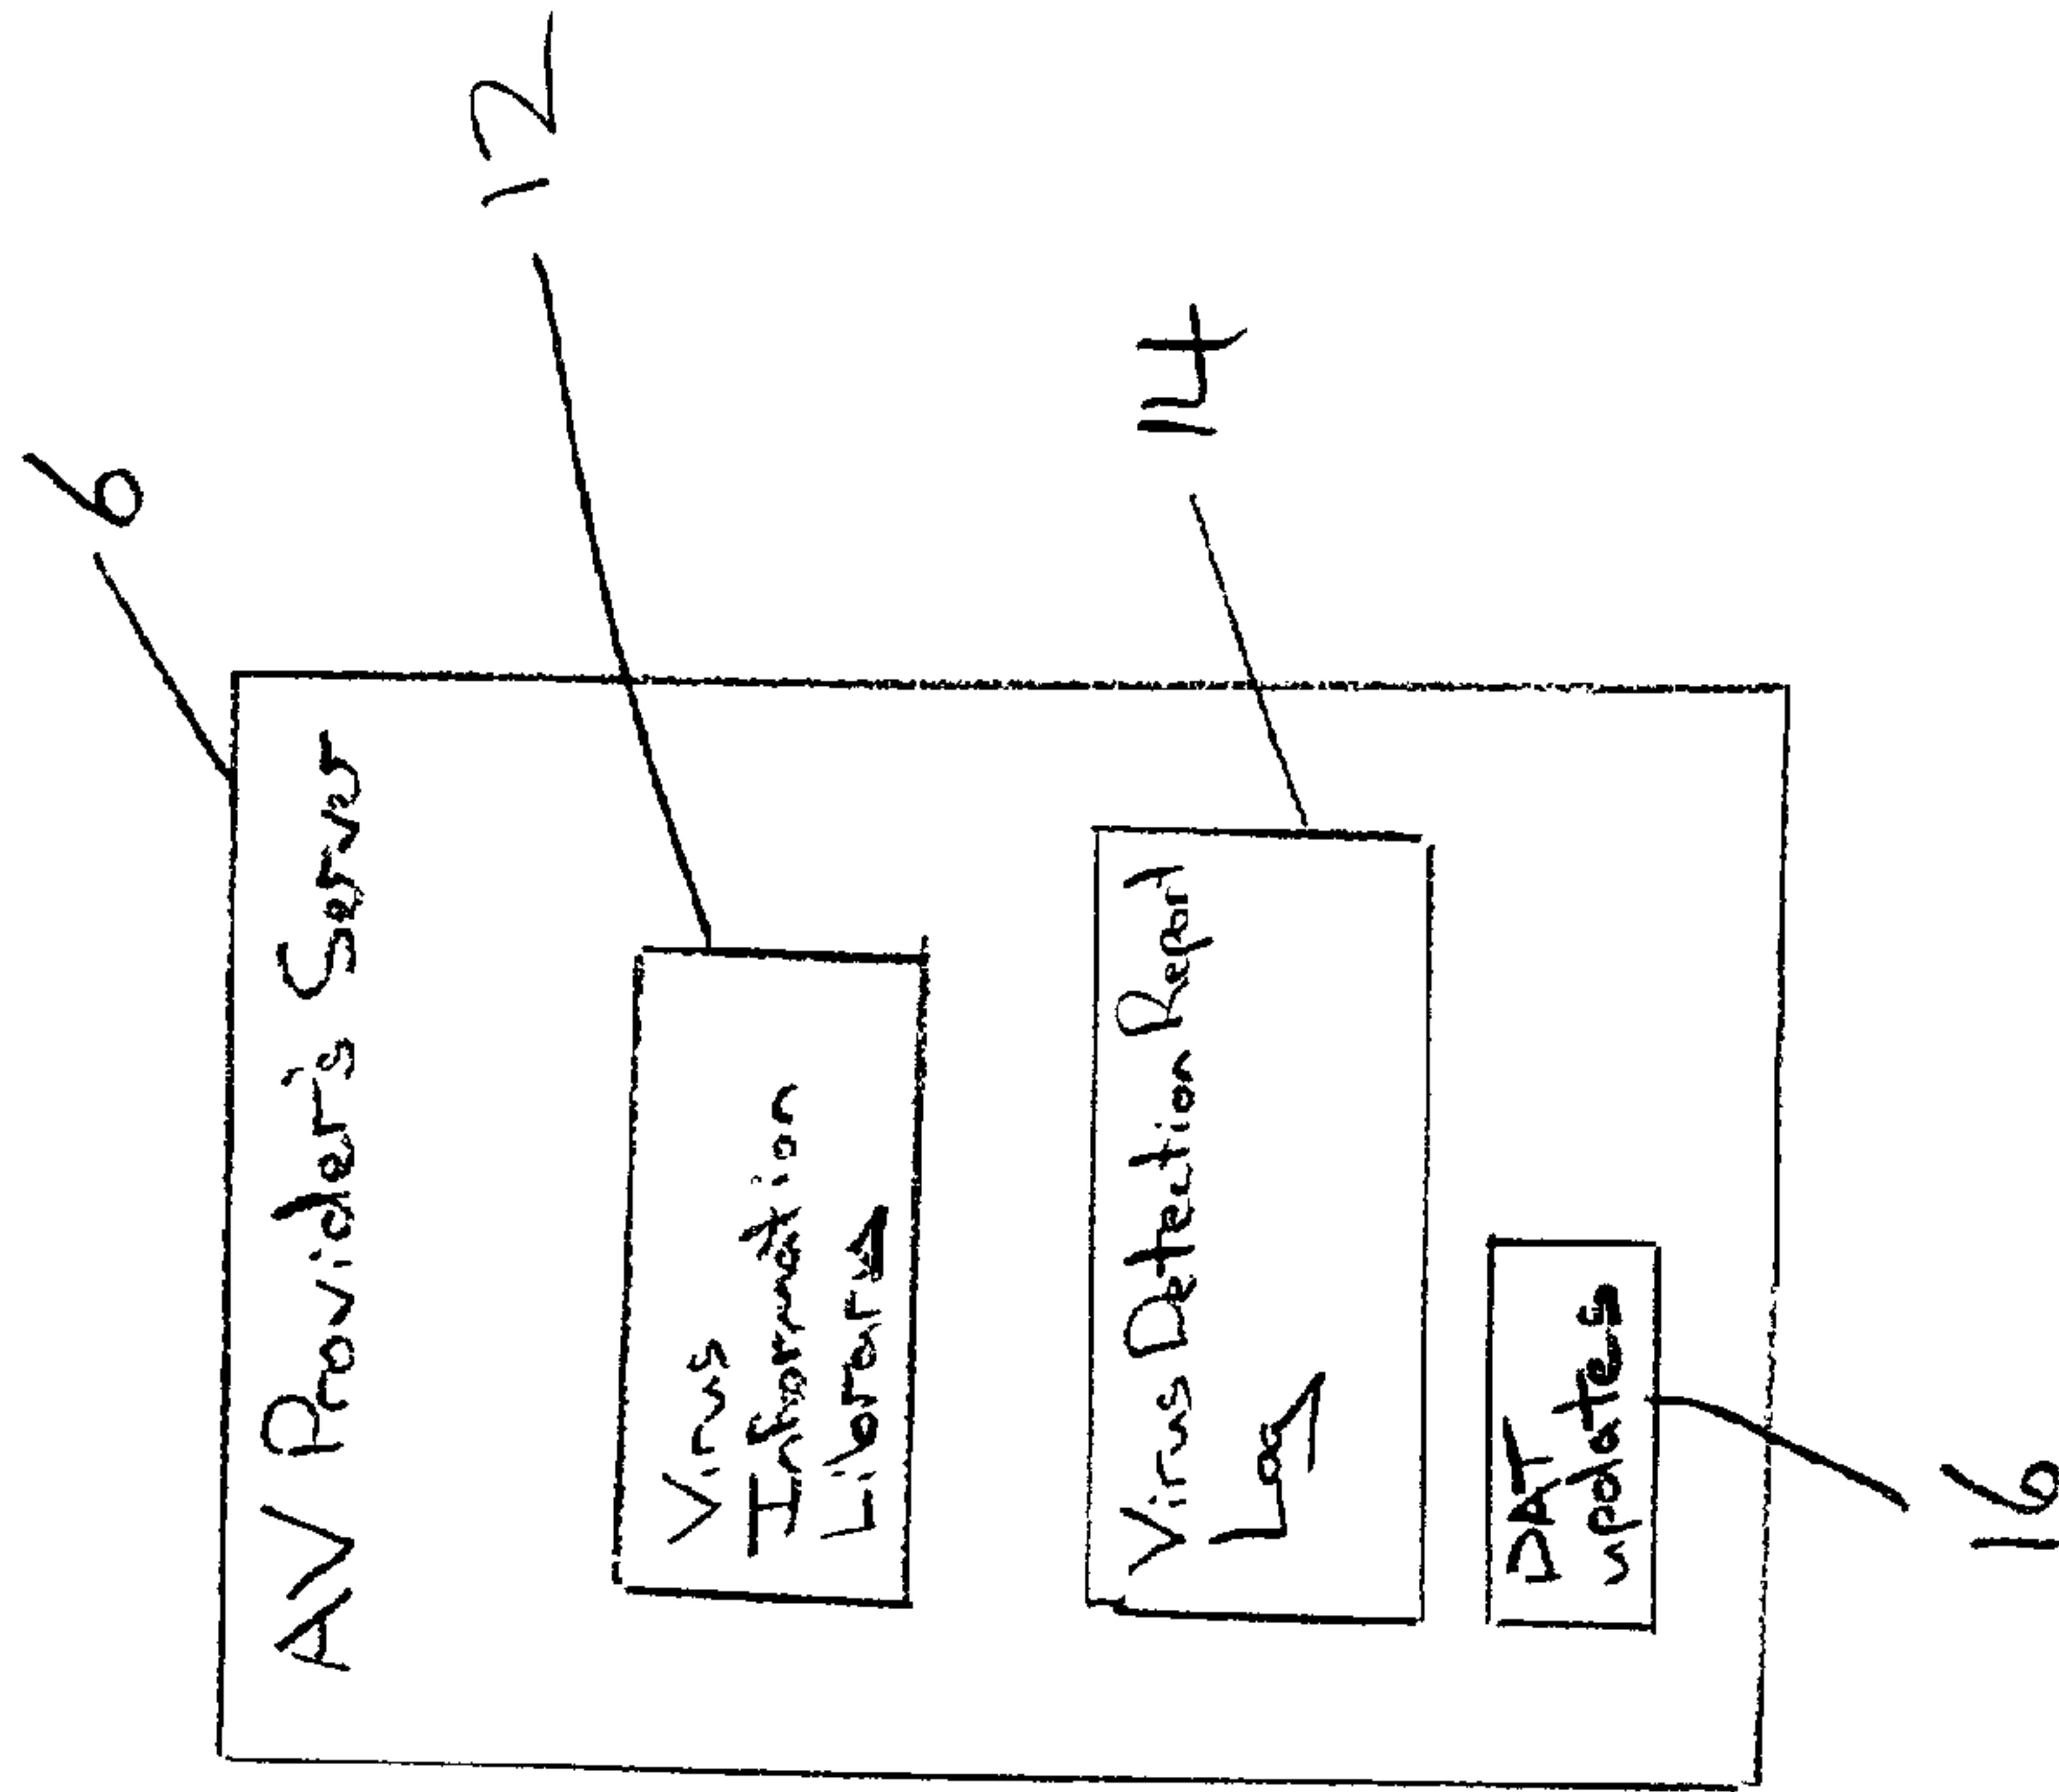 6
AV Provider's Server
12
Virus
Information
Library
14
Virus Detection Report
Log
DAT
updates
16